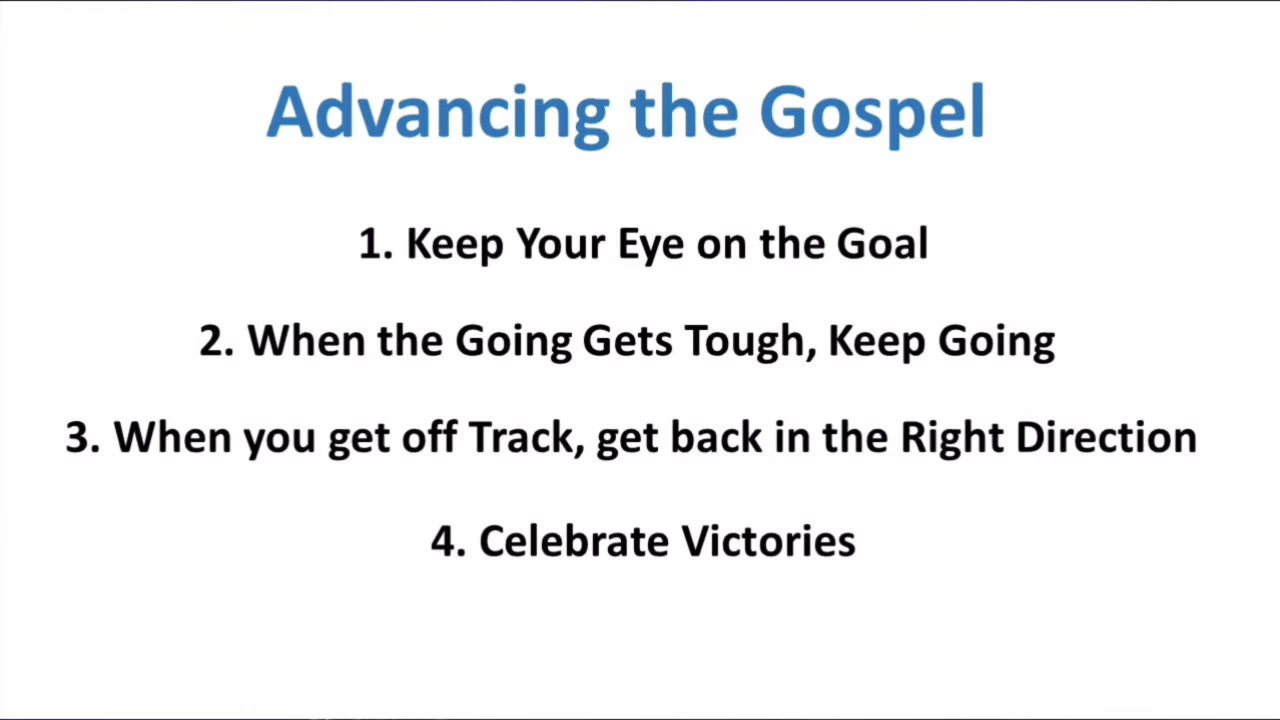 Advancing the Gospel
1. Keep Your Eye on the Goal
2. When the Going Gets Tough, Keep Going
3. When you get off Track, get back in the Right Direction
4. Celebrate Victories